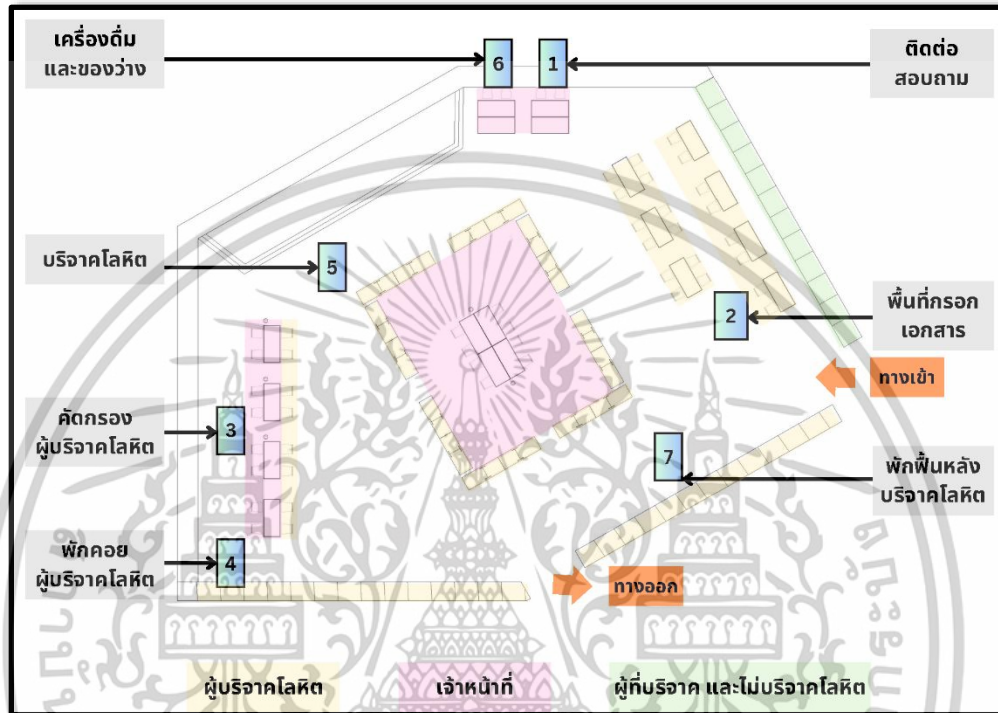 เครื่องดื่ม
และของว่าง
6
1
ติดต่อ
สอบถาม
บริจาคโลหิต
5
2
พื้นที่กรอก
เอกสาร
ทางเข้า
คัดกรอง
ผู้บริจาคโลหิต
3
7
พักฟื้นหลัง
บริจาคโลหิต
พักคอย
ผู้บริจาคโลหิต
4
ทางออก
ผู้บริจาคโลหิต
เจ้าหน้าที่
ผู้ที่บริจาค และไม่บริจาคโลหิต